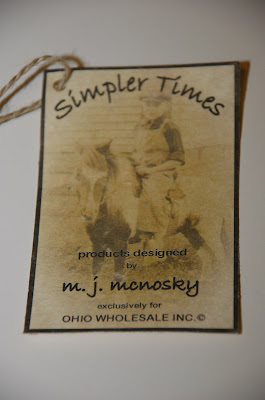 Simpler Times
products designed
by
m. j. mcnosky
exclusively for
OHIO WHOLESALE INC.©